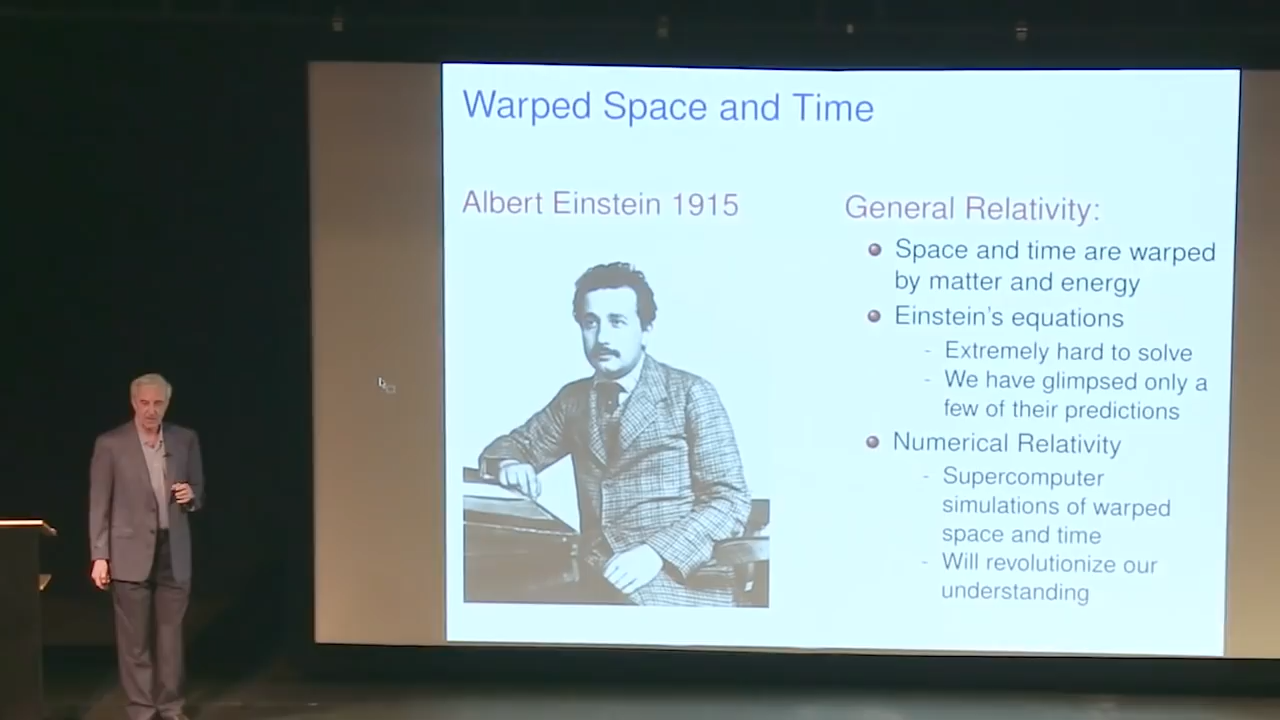 Warped Space and Time
Albert Einstein 1915
General Relativity:
Space and time are warped
by matter and energy
Einstein's equations
- Extremely hard to solve
- We have glimpsed only a
few of their predictions
Numerical Relativity
- Supercomputer
simulations of warped
space and time
- Will revolutionize our
understanding